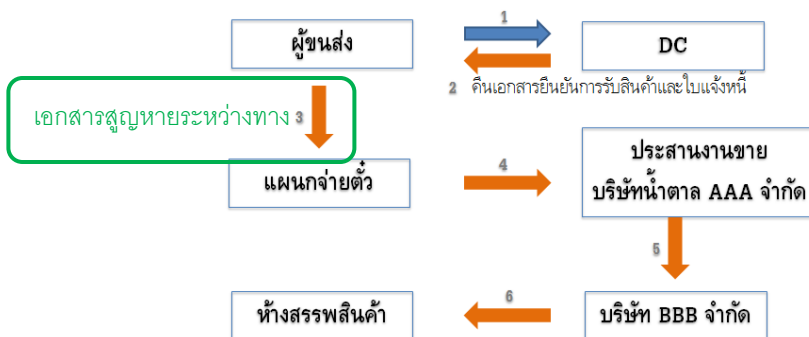 1
ผู้ขนส่ง
DC
2 คืนเอกสารยืนยันการรับสินค้าและใบแจ้งหนี้
เอกสารสูญหายระหว่างทาง 3
แผนกจ่ายตั๋ว
4
ประสานงานขาย
บริษัทน้ำตาล AAA จำกัด
5
ห้างสรรพสินค้า
6
บริษัท BBB จำกัด